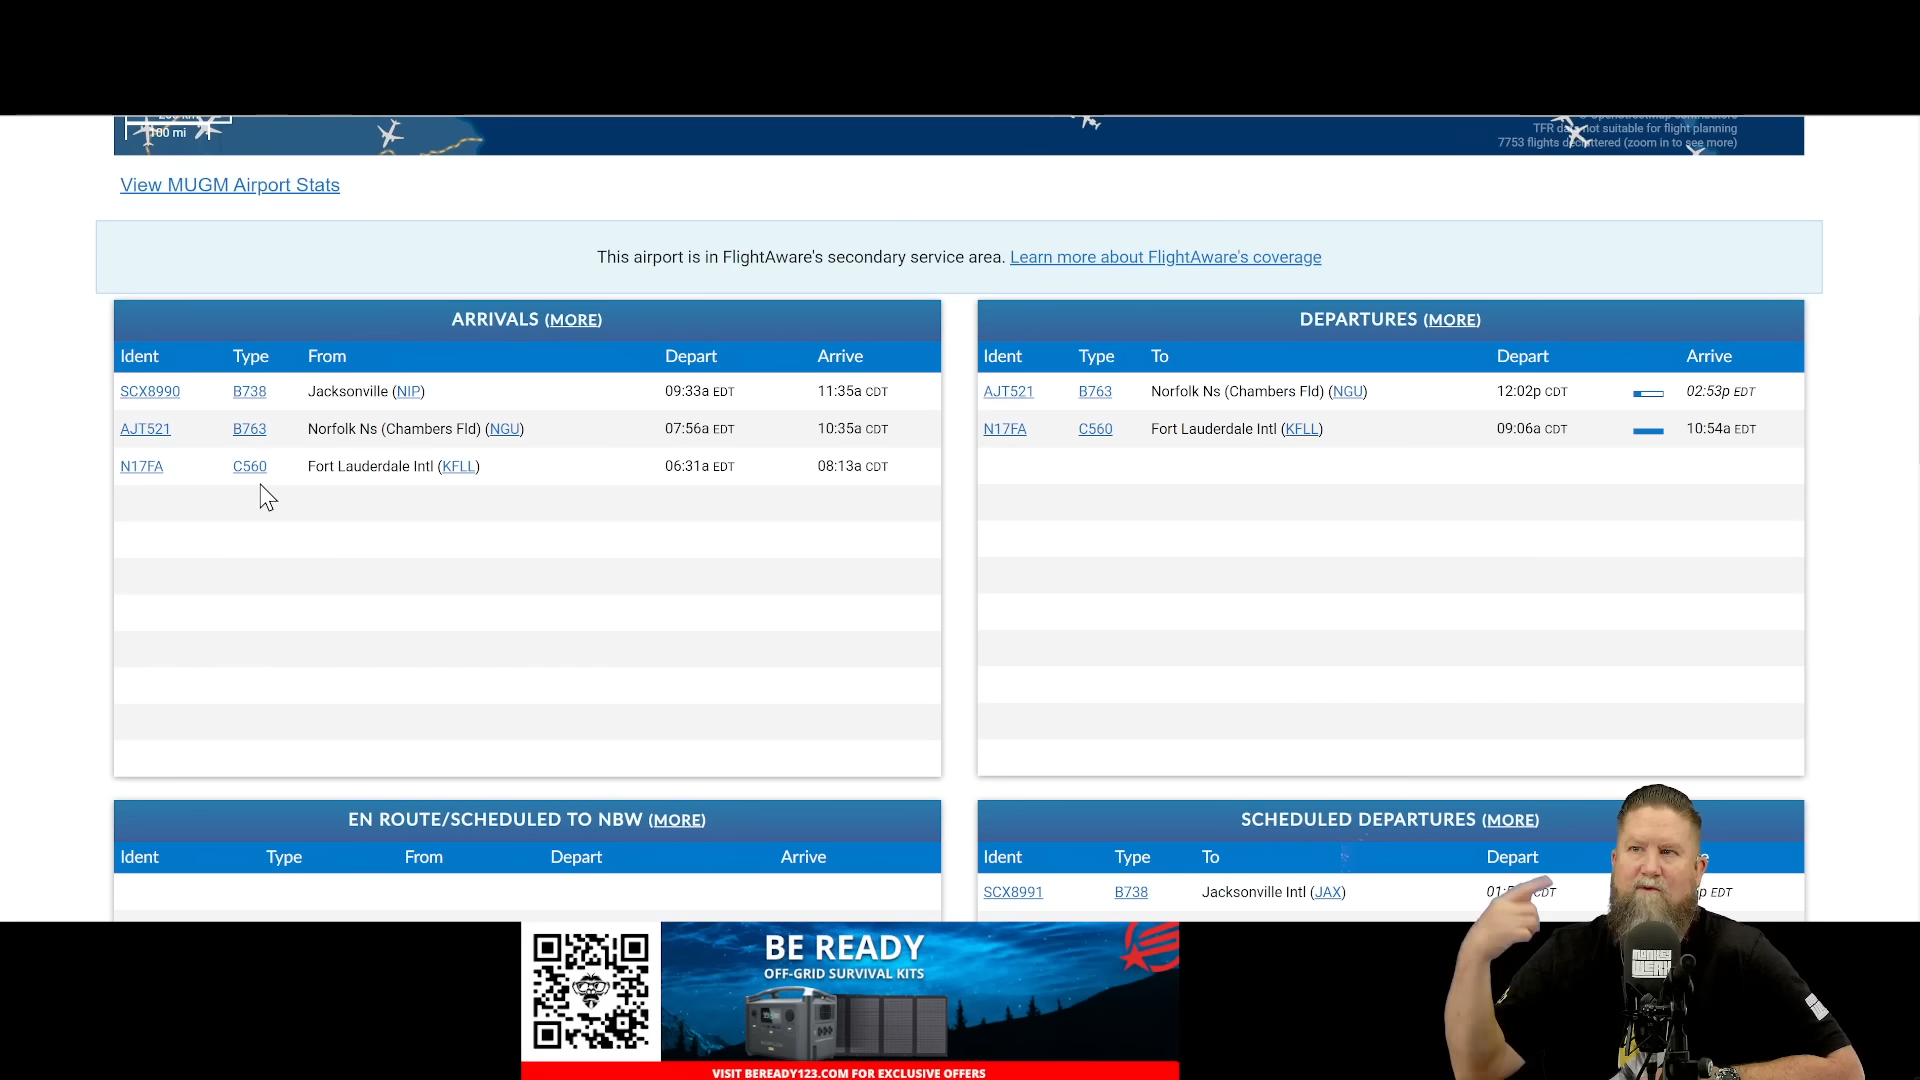 100 mi
TFR data not suitable for flight planning
7753 flights decluttered (zoom in to see more)
View MUGM Airport Stats
This airport is in FlightAware's secondary service area. Learn more about FlightAware's coverage
ARRIVALS (MORE)
Ident Type From Depart Arrive
SCX8990 B738 Jacksonville (NIP) 09:33a EDT 11:35a CDT
AJT521 B763 Norfolk Ns (Chambers Fld) (NGU) 07:56a EDT 10:35a CDT
N17FA C560 Fort Lauderdale Intl (KFLL) 06:31a EDT 08:13a CDT
DEPARTURES (MORE)
Ident Type To Depart Arrive
AJT521 B763 Norfolk Ns (Chambers Fld) (NGU) 12:02p CDT 02:53p EDT
N17FA C560 Fort Lauderdale Intl (KFLL) 09:06a CDT 10:54a EDT
EN ROUTE/SCHEDULED TO NBW (MORE)
Ident Type From Depart Arrive
SCHEDULED DEPARTURES (MORE)
Ident Type To Depart
SCX8991 B738 Jacksonville Intl (JAX) CDT EDT
BE READY
OFF-GRID SURVIVAL KITS
VISIT BEREADY123.COM FOR EXCLUSIVE OFFERS
MONKEY
WERX